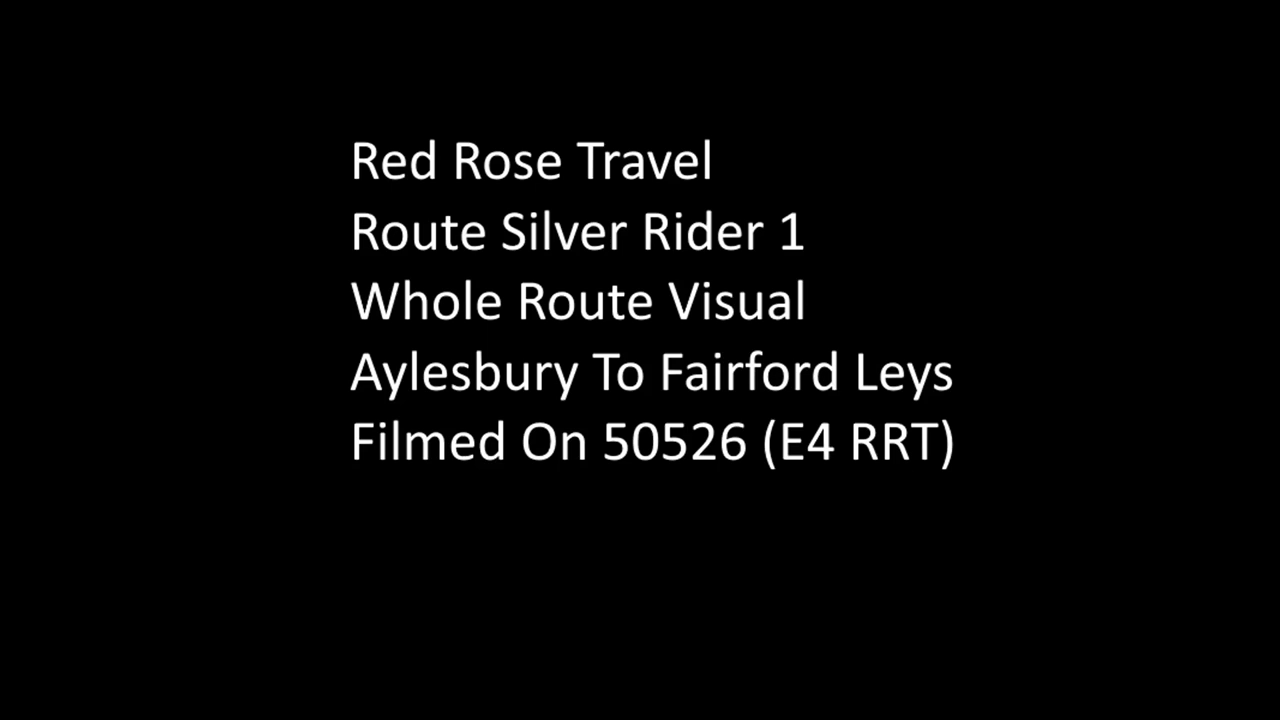 Red Rose Travel
Route Silver Rider 1
Whole Route Visual
Aylesbury To Fairford Leys
Filmed On 50526 (E4 RRT)